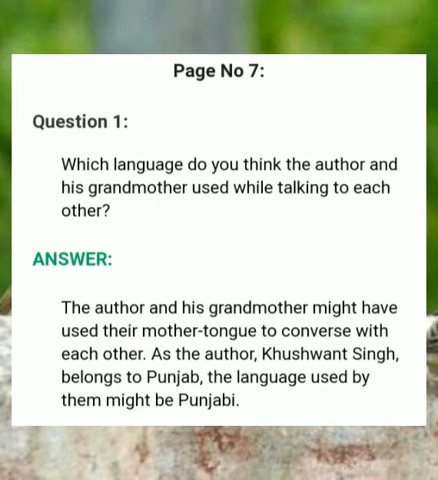 Page No 7:
Question 1:
Which language do you think the author and
his grandmother used while talking to each
other?
ANSWER:
The author and his grandmother might have
used their mother-tongue to converse with
each other. As the author, Khushwant Singh,
belongs to Punjab, the language used by
them might be Punjabi.